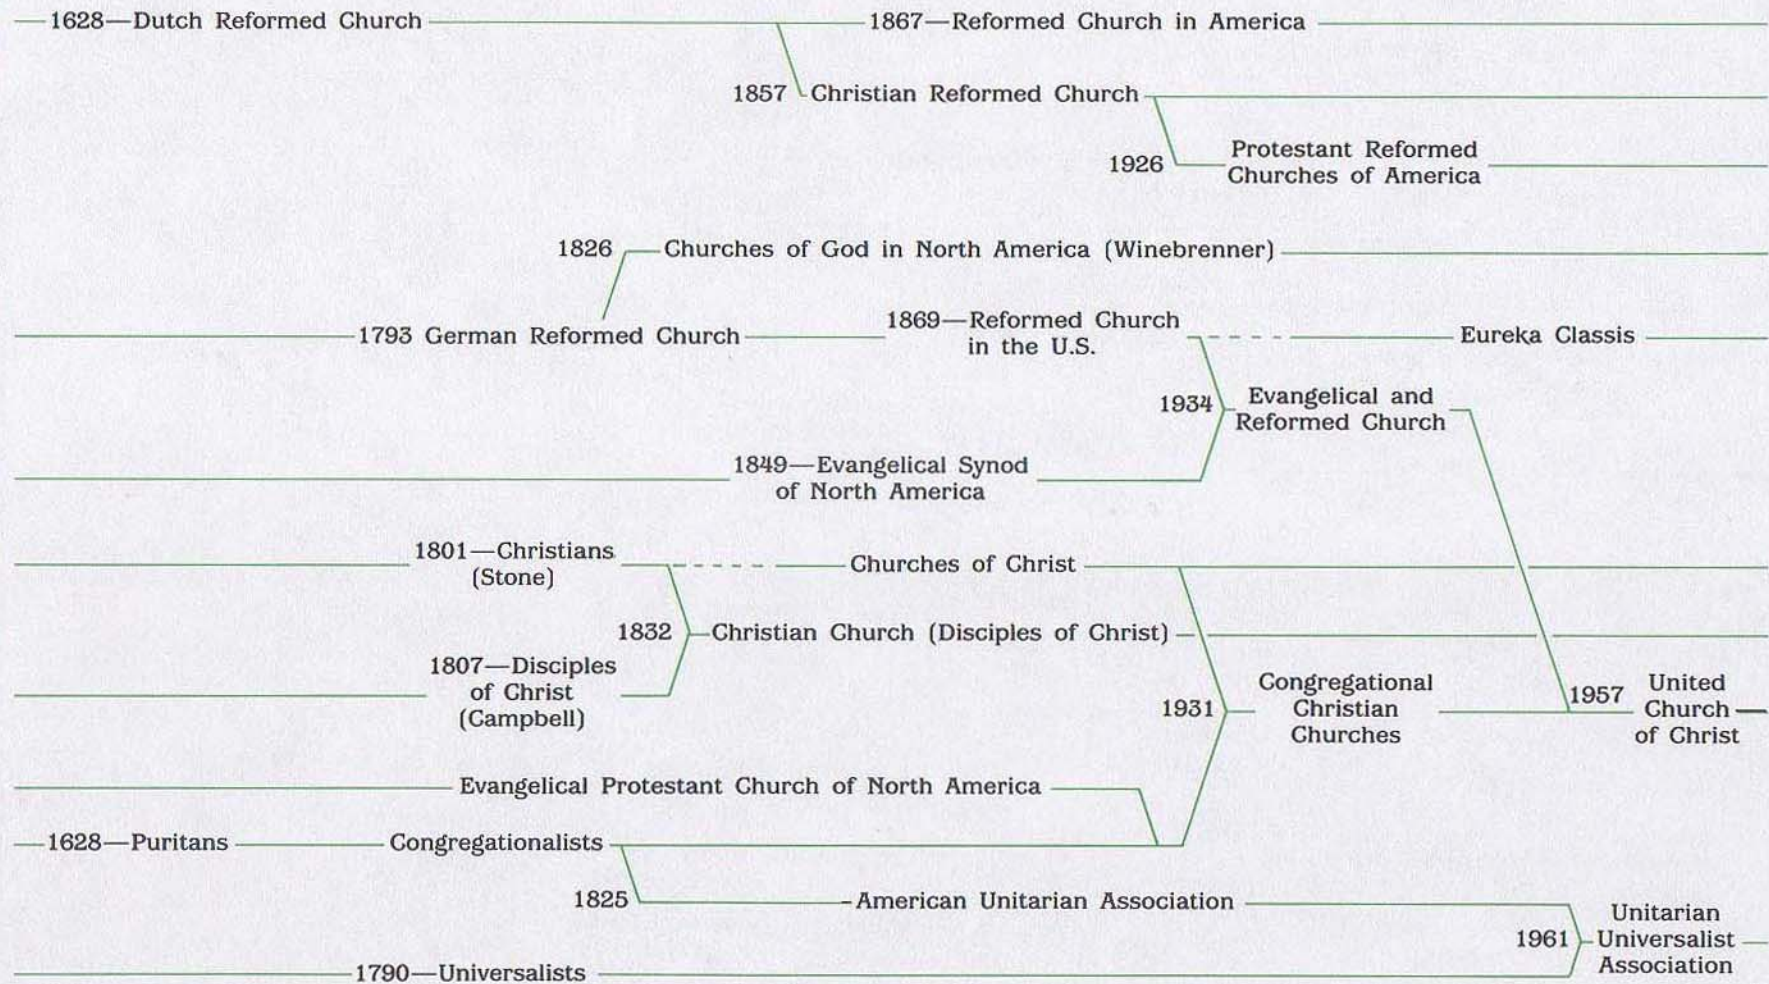 1628—Dutch Reformed Church
1867—Reformed Church in America
1857 Christian Reformed Church
1926
Protestant Reformed
Churches of America
1826
Churches of God in North America (Winebrenner)
1793 German Reformed Church
1869—Reformed Church
in the U.S.
Eureka Classis
1934
Evangelical and
Reformed Church
1849—Evangelical Synod
of North America
1801—Christians
(Stone)
Churches of Christ
1832
Christian Church (Disciples of Christ)
1807—Disciples
of Christ
(Campbell)
1931
Congregational
Christian
Churches
1957
United
Church
of Christ
Evangelical Protestant Church of North America
1628—Puritans
Congregationalists
1825
American Unitarian Association
1961
Unitarian
Universalist
Association
1790—Universalists